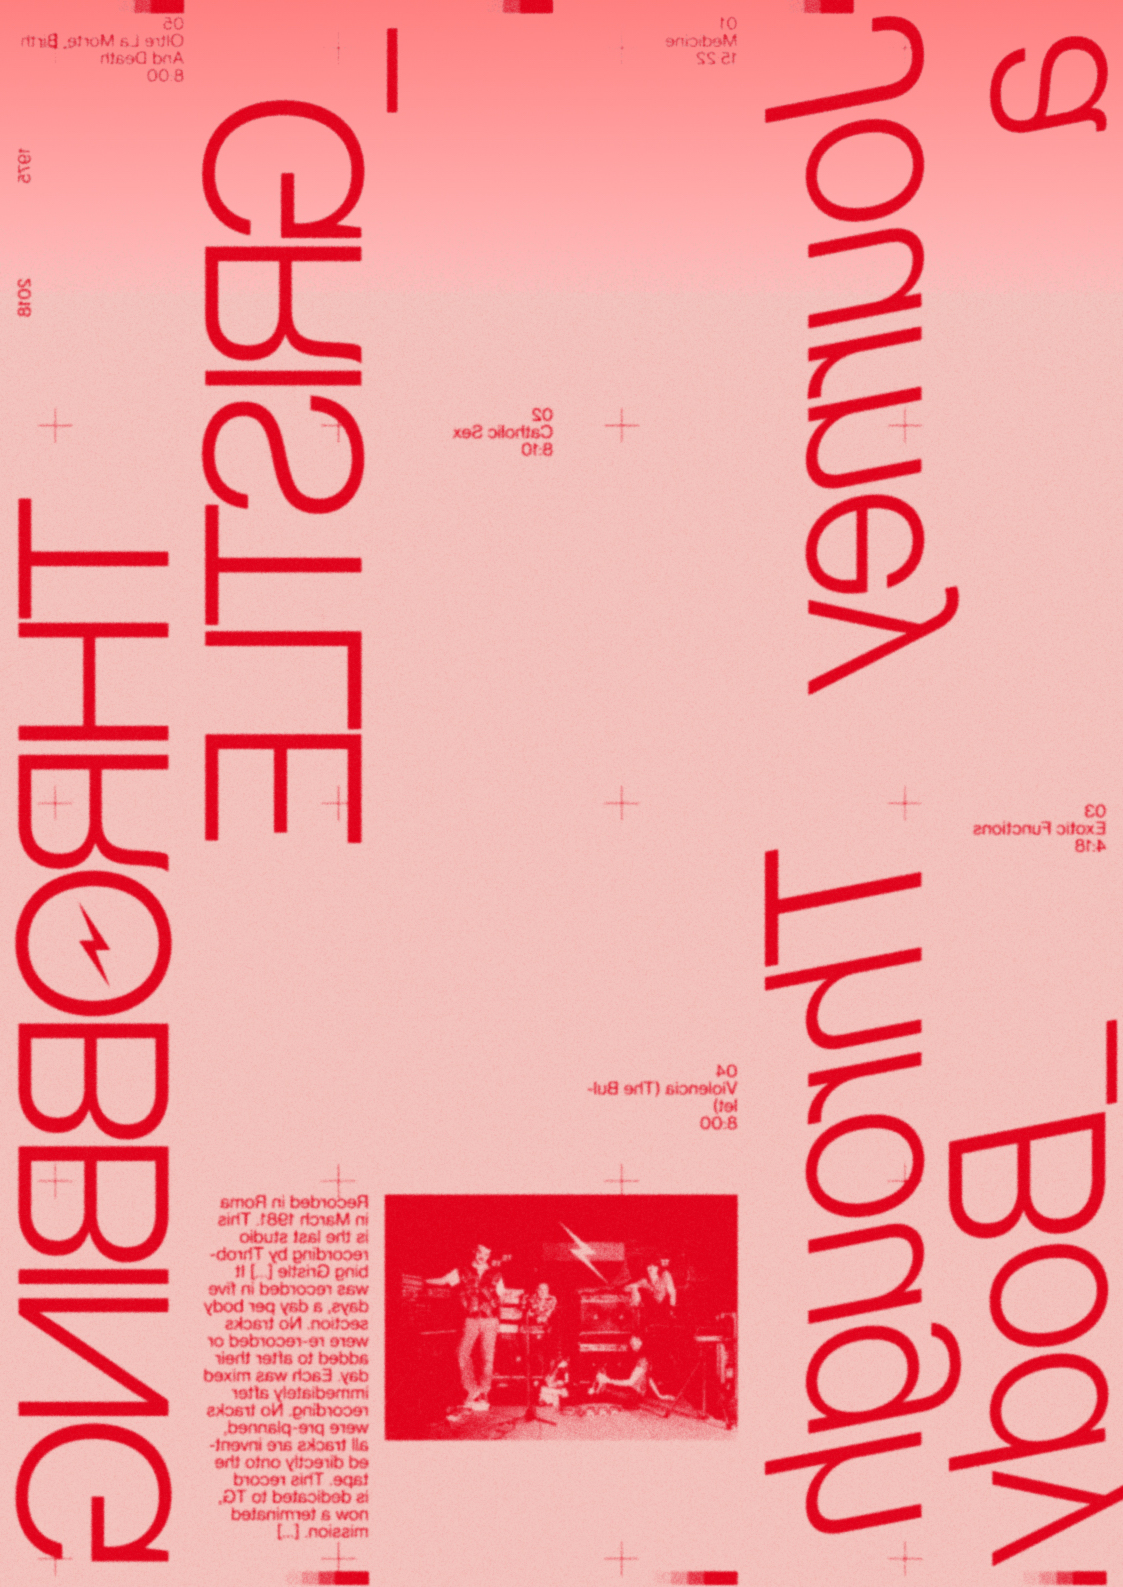 THROBBING
GRISTLE
—
Journey
Through
a
Body
—
01
Medicine
15:22
02
Catholic Sex
8:10
03
Exotic Functions
4:18
04
Violencia (The Bul-
let)
8:00
05
Oltre La Morte, Birth
And Death
8:00
1975
2018
Recorded in Roma
in March 1981. This
is the last studio
recording by Throb-
bing Gristle [...] It
was recorded in five
days, a day per body
section. No tracks
were re-recorded or
added to after their
day. Each was mixed
immediately after
recording. No tracks
were pre-planned,
all tracks are invent-
ed directly onto the
tape. This record
is dedicated to TG,
now a terminated
mission. [...]